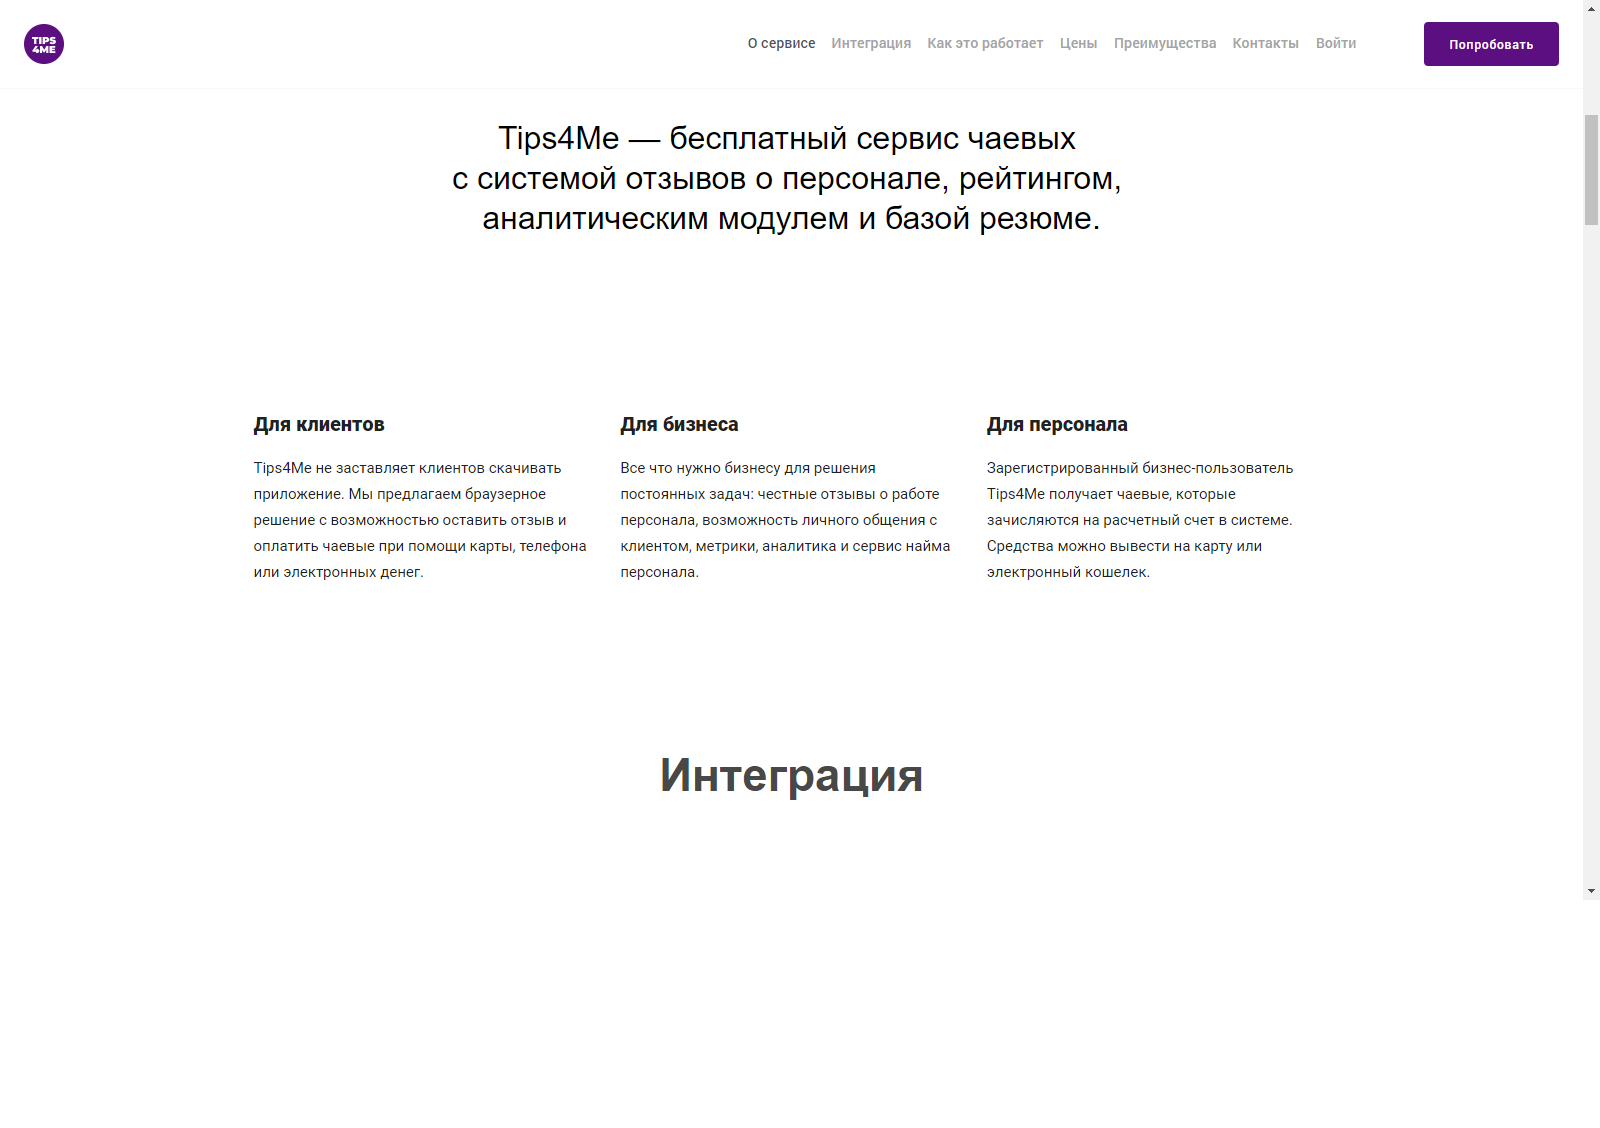 TIPS
4ME
О сервисе Интеграция Как это работает Цены Преимущества Контакты Войти Попробовать
Tips4Me — бесплатный сервис чаевых
с системой отзывов о персонале, рейтингом,
аналитическим модулем и базой резюме.
Для клиентов
Tips4Me не заставляет клиентов скачивать
приложение. Мы предлагаем браузерное
решение с возможностью оставить отзыв и
оплатить чаевые при помощи карты, телефона
или электронных денег.
Для бизнеса
Все что нужно бизнесу для решения
постоянных задач: честные отзывы о работе
персонала, возможность личного общения с
клиентом, метрики, аналитика и сервис найма
персонала.
Для персонала
Зарегистрированный бизнес-пользователь
Tips4Me получает чаевые, которые
зачисляются на расчетный счет в системе.
Средства можно вывести на карту или
электронный кошелек.
Интеграция